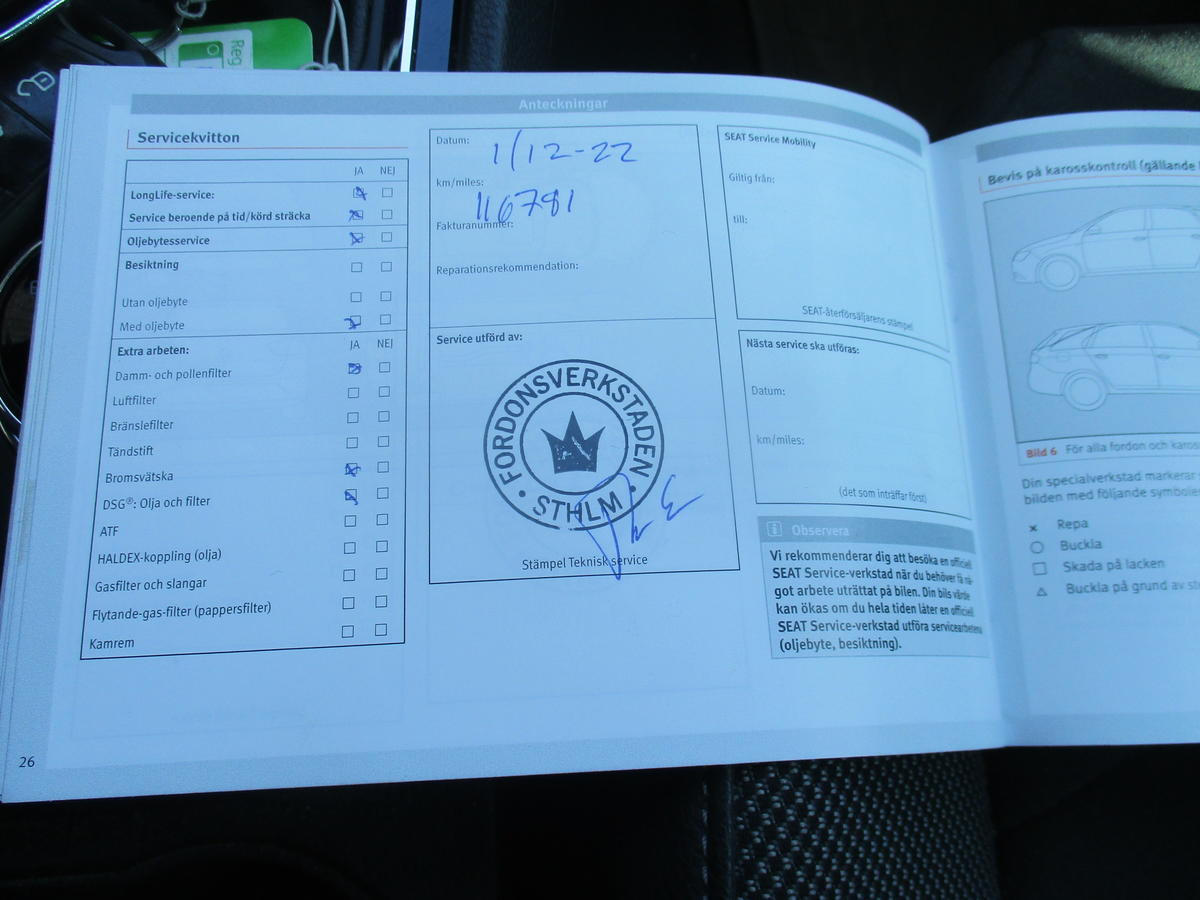 Reg
Anteckningar
Servicekvitton
JA NEJ
LongLife-service:
Service beroende på tid/körd sträcka
Oljebytesservice
Besiktning
Utan oljebyte
Med oljebyte
Extra arbeten: JA NEJ
Damm- och pollenfilter
Luftfilter
Bränslefilter
Tändstift
Bromsvätska
DSG®: Olja och filter
ATF
HALDEX-koppling (olja)
Gasfilter och slangar
Flytande-gas-filter (pappersfilter)
Kamrem
26
Datum: 1/12-22
km/miles: 116781
Fakturanummer:
Reparationsrekommendation:
Service utförd av:
FORDONSVERKSTADEN
STHLM
Stämpel Teknisk service
SEAT Service Mobility
Giltig från:
till:
SEAT-återförsäljarens stämpel
Nästa service ska utföras:
Datum:
km/miles:
(det som inträffar först)
Observera
Vi rekommenderar dig att besöka en officiell
SEAT Service-verkstad när du behöver få nå-
got arbete uträttat på bilen. Din bils värde
kan ökas om du hela tiden låter en officiell
SEAT Service-verkstad utföra servicearbetena
(oljebyte, besiktning).
Bevis på karosskontroll (gällande
Bild 6 För alla fordon och
Din specialverkstad markerar
bilden med följande
Repa
Buckla
Skada på lacken
Buckla på grund av